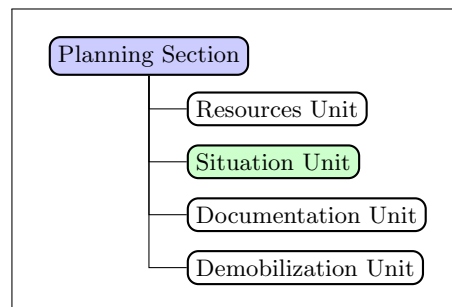 Planning Section
Resources Unit
Situation Unit
Documentation Unit
Demobilization Unit